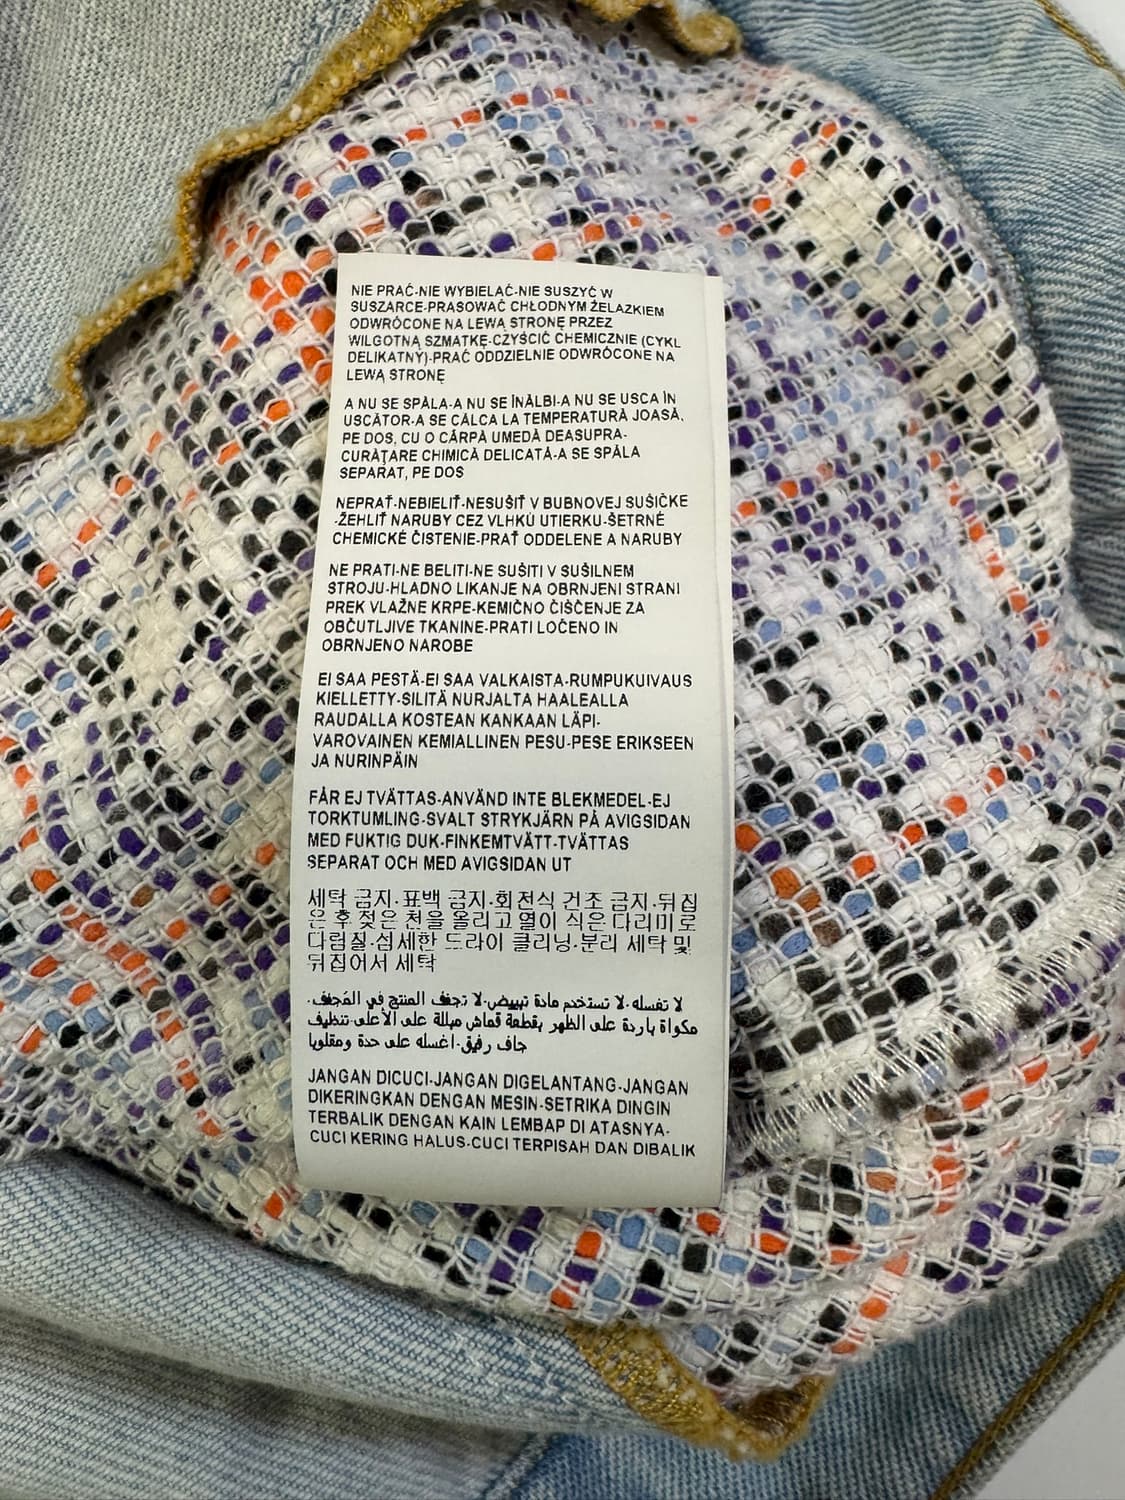 NIE PRAĆ-NIE WYBIELAĆ-NIE SUSZYĆ W
SUSZARCE-PRASOWAĆ CHŁODNYM ŻELAZKIEM
ODWRÓCONE NA LEWĄ STRONĘ PRZEZ
WILGOTNĄ SZMATKĘ-CZYŚCIĆ CHEMICZNIE (CYKL
DELIKATNY)-PRAĆ ODDZIELNIE ODWRÓCONE NA
LEWĄ STRONĘ
A NU SE SPĂLA-A NU SE ÎNĂLBI-A NU SE USCA ÎN
USCĂTOR-A SE CĂLCA LA TEMPERATURĂ JOASĂ,
PE DOS, CU O CÂRPĂ UMEDĂ DEASUPRA-
CURĂŢARE CHIMICĂ DELICATĂ-A SE SPĂLA
SEPARAT, PE DOS
NEPRAŤ-NEBIELIŤ-NESUŠIŤ V BUBNOVEJ SUŠIČKE
-ŽEHLIŤ NARUBY CEZ VLHKÚ UTIERKU-ŠETRNÉ
CHEMICKÉ ČISTENIE-PRAŤ ODDELENE A NARUBY
NE PRATI-NE BELITI-NE SUŠITI V SUŠILNEM
STROJU-HLADNO LIKANJE NA OBRNJENI STRANI
PREK VLAŽNE KRPE-KEMIČNO ČIŠČENJE ZA
OBČUTLJIVE TKANINE-PRATI LOČENO IN
OBRNJENO NAROBE
EI SAA PESTÄ-EI SAA VALKAISTA-RUMPUKUIVAUS
KIELLETTY-SILITÄ NURJALTA HAALEALLA
RAUDALLA KOSTEAN KANKAAN LÄPI-
VAROVAINEN KEMIALLINEN PESU-PESE ERIKSEEN
JA NURINPÄIN
FÅR EJ TVÄTTAS-ANVÄND INTE BLEKMEDEL-EJ
TORKTUMLING-SVALT STRYKJÄRN PÅ AVIGSIDAN
MED FUKTIG DUK-FINKEMTVÄTT-TVÄTTAS
SEPARAT OCH MED AVIGSIDAN UT
세탁 금지-표백 금지-회전식 건조 금지-뒤집
은 후 젖은 천을 올리고 열이 식은 다리미로
다림질-섬세한 드라이 클리닝-분리 세탁 및
뒤집어서 세탁
لا تغسله-لا تستخدم مادة تبييض-لا تجفف المنتج في المُجفف-
مكواة باردة على الظهر بقطعة قماش مبللة على الأعلى-تنظيف
جاف رفيق-اغسله على حدة ومقلوبا
JANGAN DICUCI-JANGAN DIGELANTANG-JANGAN
DIKERINGKAN DENGAN MESIN-SETRIKA DINGIN
TERBALIK DENGAN KAIN LEMBAP DI ATASNYA-
CUCI KERING HALUS-CUCI TERPISAH DAN DIBALIK